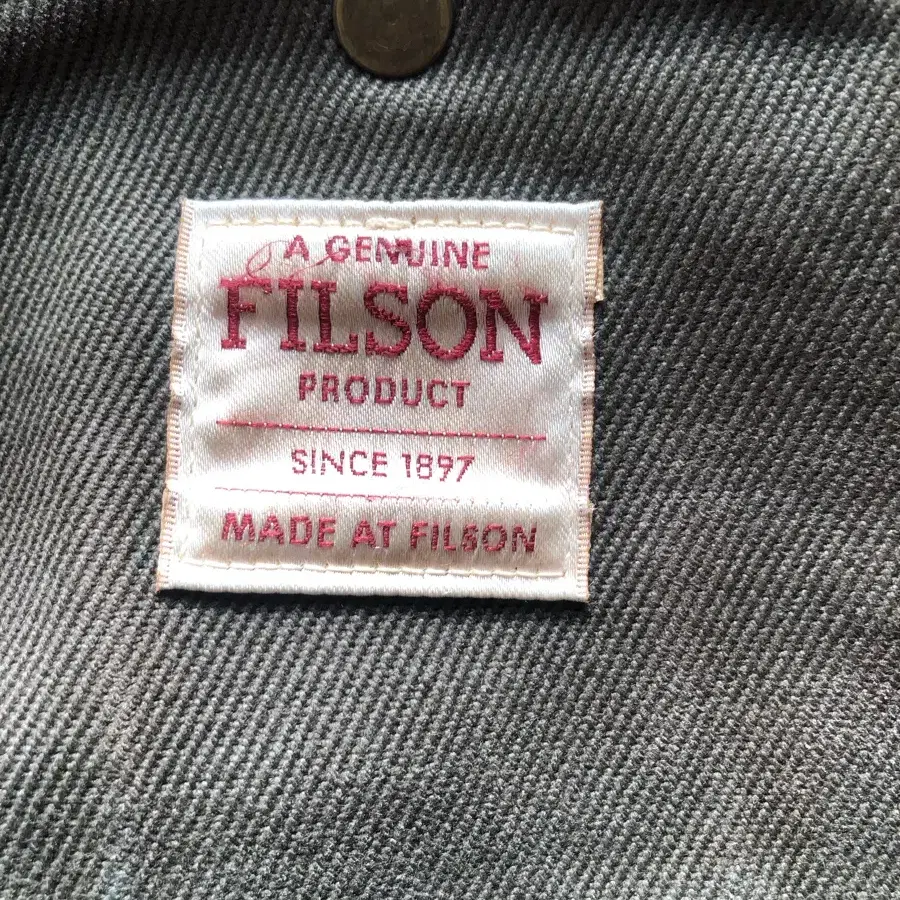 A GENUINE
FILSON
PRODUCT
SINCE 1897
MADE AT FILSON